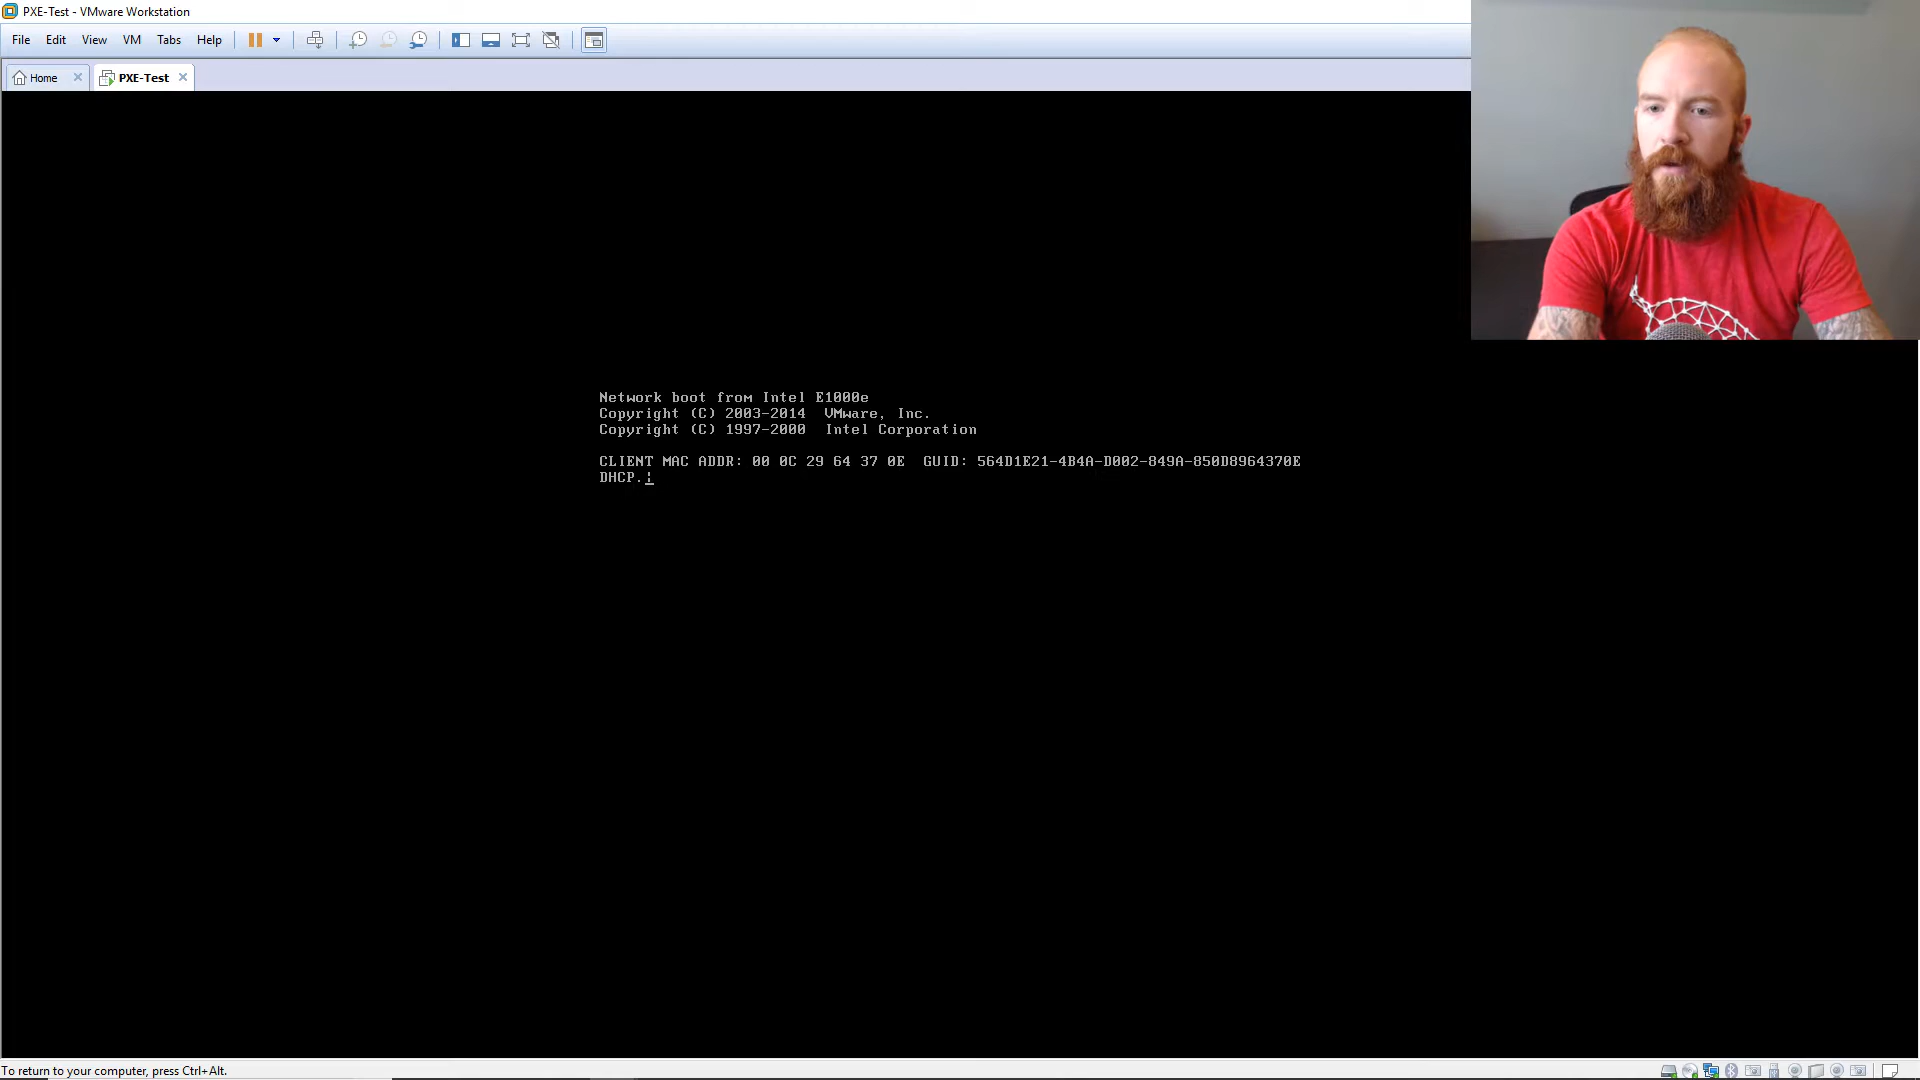 PXE-Test - VMware Workstation
File Edit View VM Tabs Help
Home PXE-Test
Network boot from Intel E1000e
Copyright (C) 2003-2014 VMware, Inc.
Copyright (C) 1997-2000 Intel Corporation
CLIENT MAC ADDR: 00 0C 29 64 37 0E GUID: 564D1E21-4B4A-D002-849A-850D8964370E
DHCP.¦
To return to your computer, press Ctrl+Alt.